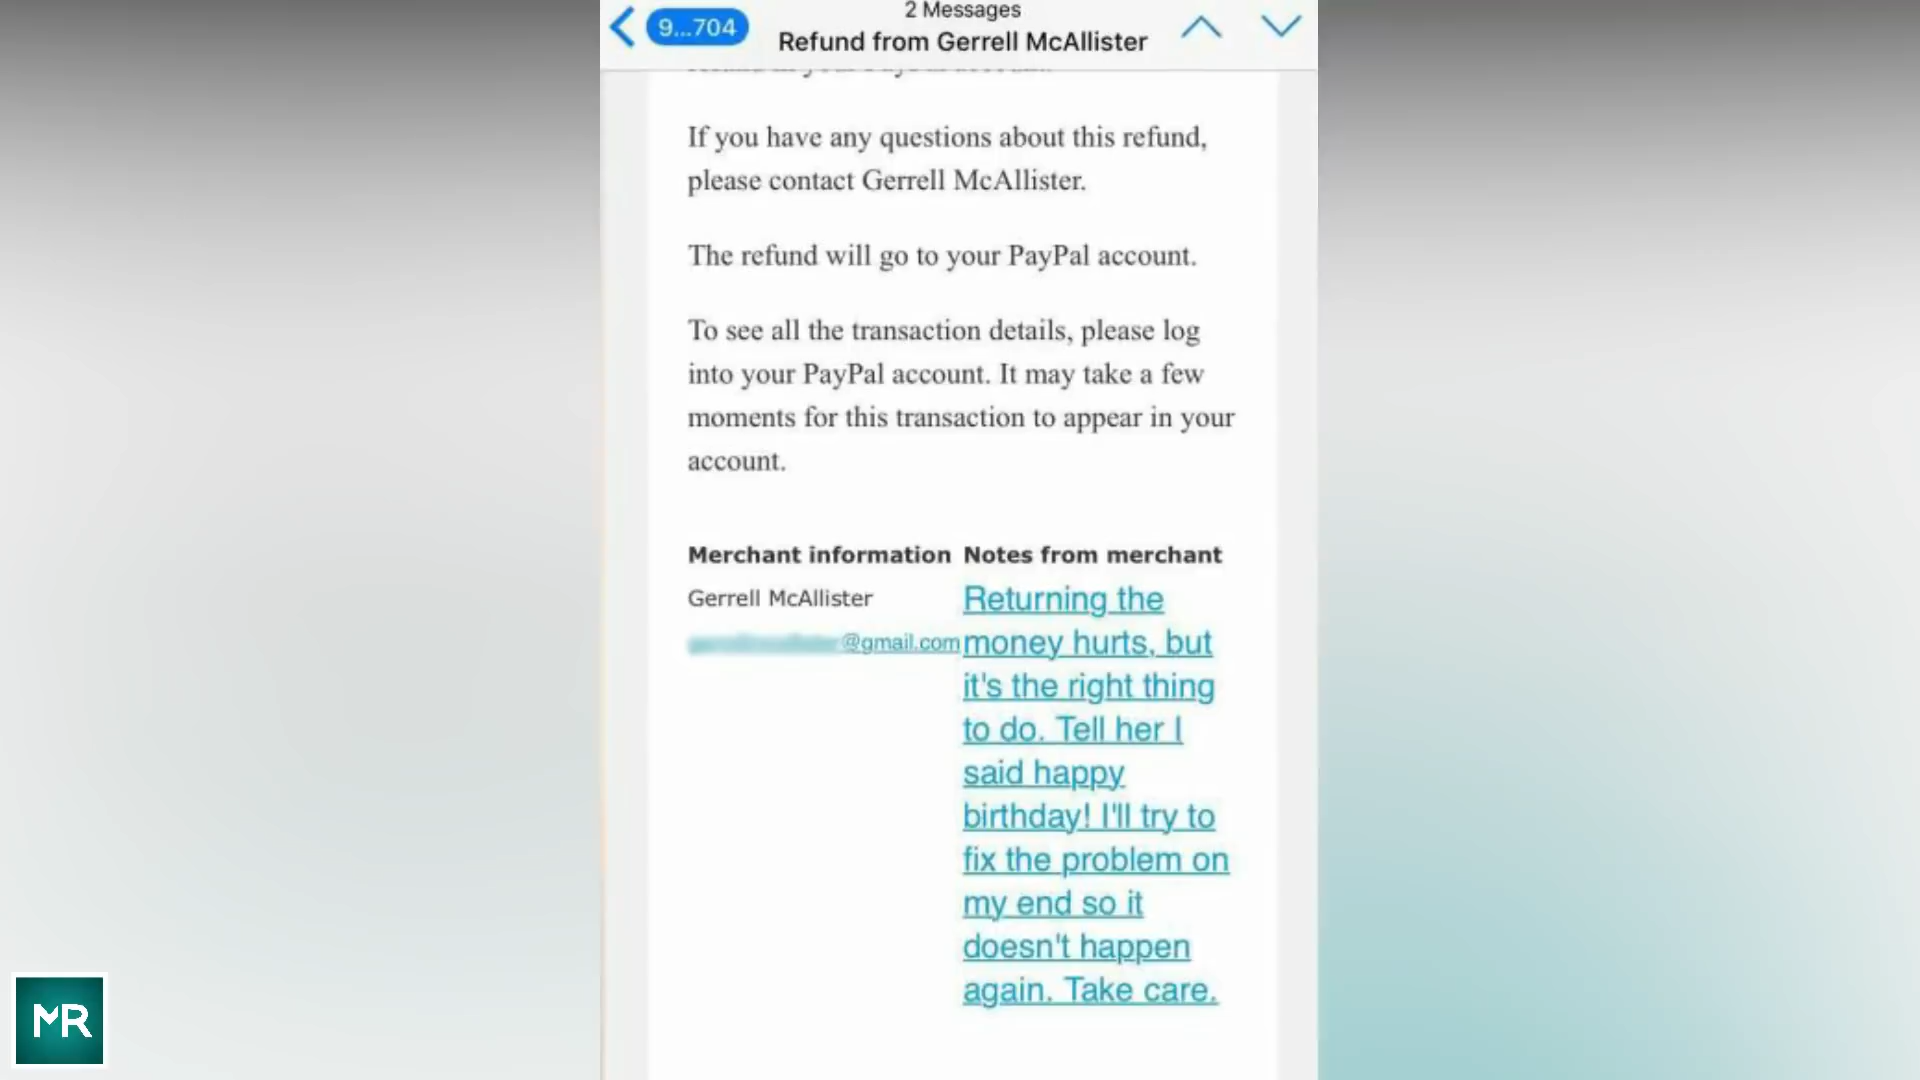 2 Messages
9...704
Refund from Gerrell McAllister
If you have any questions about this refund,
please contact Gerrell McAllister.
The refund will go to your PayPal account.
To see all the transaction details, please log
into your PayPal account. It may take a few
moments for this transaction to appear in your
account.
Merchant information
Gerrell McAllister
@gmail.com
Notes from merchant
Returning the
money hurts, but
it's the right thing
to do. Tell her I
said happy
birthday! I'll try to
fix the problem on
my end so it
doesn't happen
again. Take care.
MR